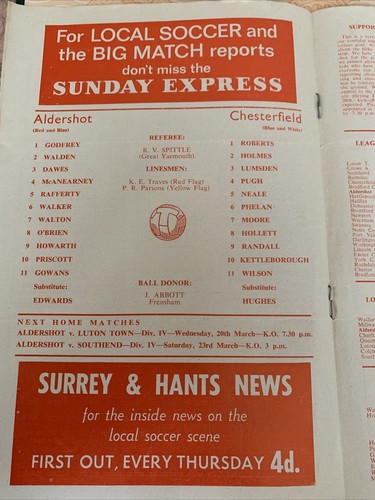 For LOCAL SOCCER and
the BIG MATCH reports
don't miss the
SUNDAY EXPRESS
Aldershot
(Red and Blue)
Chesterfield
(Blue and White)
1 GODFREY
2 WALDEN
3 DAWES
4 McANEARNEY
5 RAFFERTY
6 WALKER
7 WALTON
8 O'BRIEN
9 HOWARTH
10 PRISCOTT
11 GOWANS
Substitute:
EDWARDS
REFEREE:
R. V. SPITTLE
(Great Yarmouth)
LINESMEN:
K. E. Traves (Red Flag)
P. R. Parsons (Yellow Flag)
BALL DONOR:
J. ABBOTT
Frensham
1 ROBERTS
2 HOLMES
3 LUMSDEN
4 PUGH
5 NEALE
6 PHELAN
7 MOORE
8 HOLLETT
9 RANDALL
10 KETTLEBOROUGH
11 WILSON
Substitute:
HUGHES
NEXT HOME MATCHES
ALDERSHOT v. LUTON TOWN—Div. IV—Wednesday, 20th March—K.O. 7.30 p.m.
ALDERSHOT v. SOUTHEND—Div. IV—Saturday, 23rd March—K.O. 3 p.m.
SURREY & HANTS NEWS
for the inside news on the
local soccer scene
FIRST OUT, EVERY THURSDAY 4d.
SUPPOR
LEAG